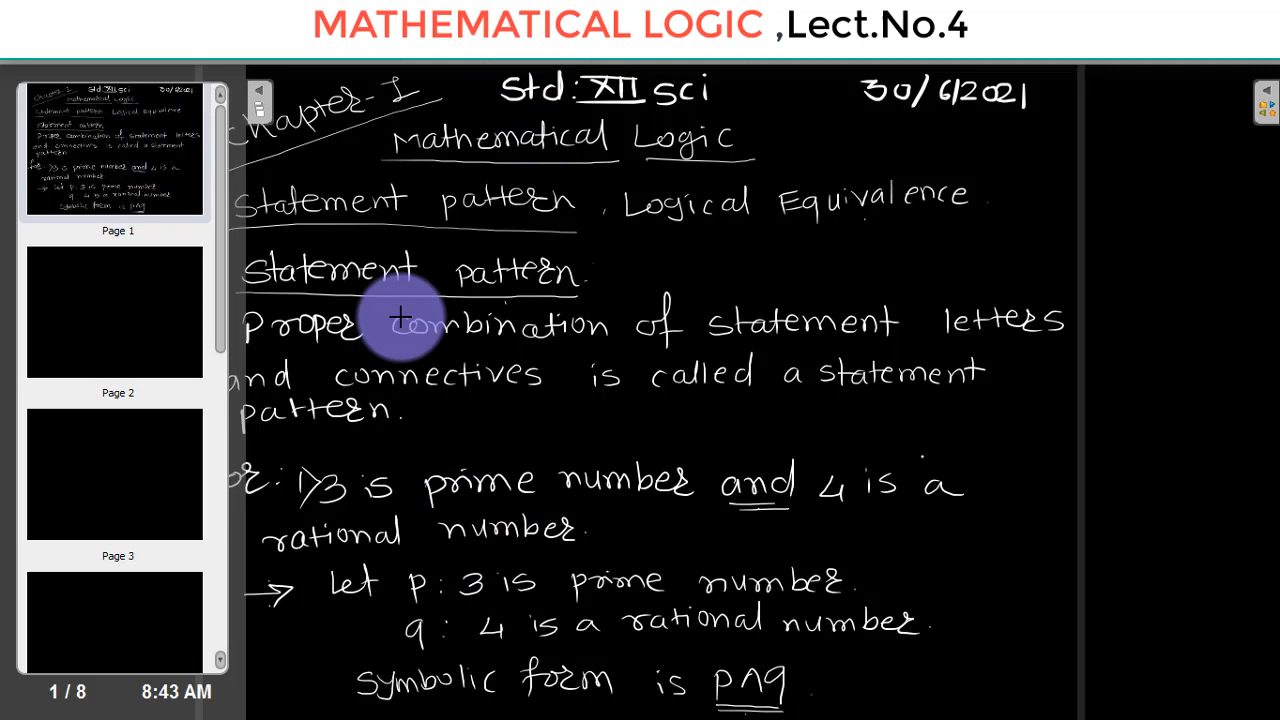 MATHEMATICAL LOGIC ,Lect.No.4
Std: XII Sci 30/6/2021
Chapter-I
Mathematical Logic
Statement pattern, Logical Equivalence
Statement pattern.
Proper combination of statement letters
and connectives is called a statement
pattern.
1) 3 is prime number and 4 is a
rational number.
→ Let p : 3 is prime number.
q : 4 is a rational number.
Symbolic form is p∧q.
Page 1
Page 2
Page 3
1 / 8 8:43 AM